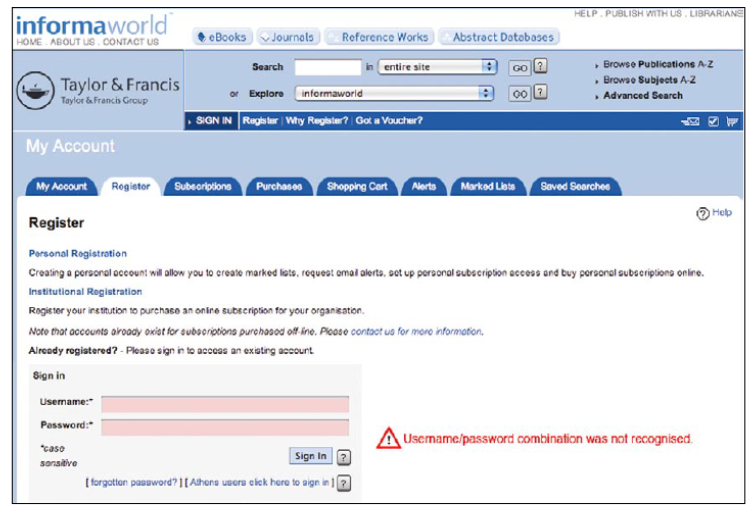 informaworld
HOME . ABOUT US . CONTACT US
HELP . PUBLISH WITH US . LIBRARIANS
eBooks Journals Reference Works Abstract Databases
Taylor & Francis
Taylor & Francis Group
Search in entire site GO ?
or Explore informaworld GO ?
Browse Publications A-Z
Browse Subjects A-Z
Advanced Search
SIGN IN Register | Why Register? | Got a Voucher?
My Account
My Account Register Subscriptions Purchases Shopping Cart Alerts Marked Lists Saved Searches
Register
? Help
Personal Registration
Creating a personal account will allow you to create marked lists, request email alerts, set up personal subscription access and buy personal subscriptions online.
Institutional Registration
Register your institution to purchase an online subscription for your organisation.
Note that accounts already exist for subscriptions purchased off-line. Please contact us for more information.
Already registered? - Please sign in to access an existing account.
Sign in
Username:*
Password:*
*case
sensitive
Sign In ?
[ forgotten password? ] [ Athens users click here to sign in ] ?
Username/password combination was not recognised.